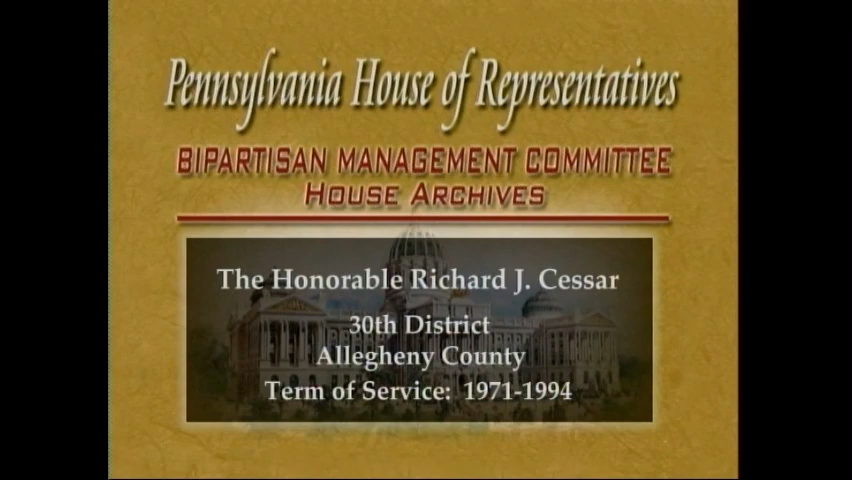 Pennsylvania House of Representatives
BIPARTISAN MANAGEMENT COMMITTEE
HOUSE ARCHIVES
The Honorable Richard J. Cessar
30th District
Allegheny County
Term of Service: 1971-1994